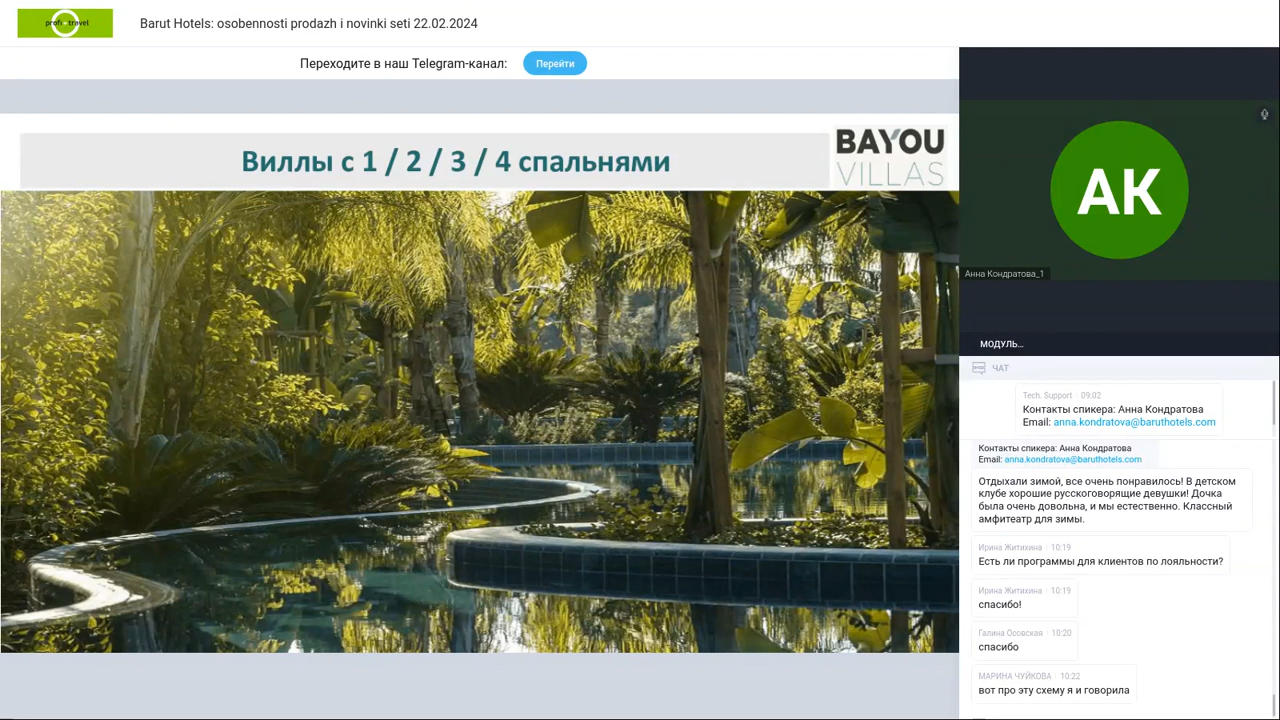 profi travel
Barut Hotels: osobennosti prodazh i novinki seti 22.02.2024
Переходите в наш Telegram-канал:
Перейти
Виллы с 1 / 2 / 3 / 4 спальнями
BAYOU
VILLAS
АК
Анна Кондратова_1
МОДУЛЬ...
ЧАТ
Tech. Support 09:02
Контакты спикера: Анна Кондратова
Email: anna.kondratova@baruthotels.com
Контакты спикера: Анна Кондратова
Email: anna.kondratova@baruthotels.com
Отдыхали зимой, все очень понравилось! В детском
клубе хорошие русскоговорящие девушки! Дочка
была очень довольна, и мы естественно. Классный
амфитеатр для зимы.
Ирина Житихина 10:19
Есть ли программы для клиентов по лояльности?
Ирина Житихина 10:19
спасибо!
Галина Осовская 10:20
спасибо
МАРИНА ЧУЙКОВА 10:22
вот про эту схему я и говорила